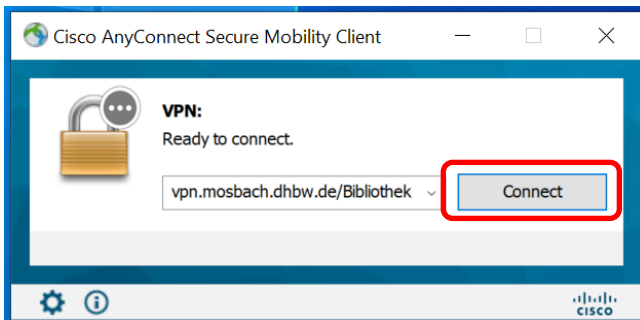 Cisco AnyConnect Secure Mobility Client
VPN:
Ready to connect.
vpn.mosbach.dhbw.de/Bibliothek
Connect
CISCO